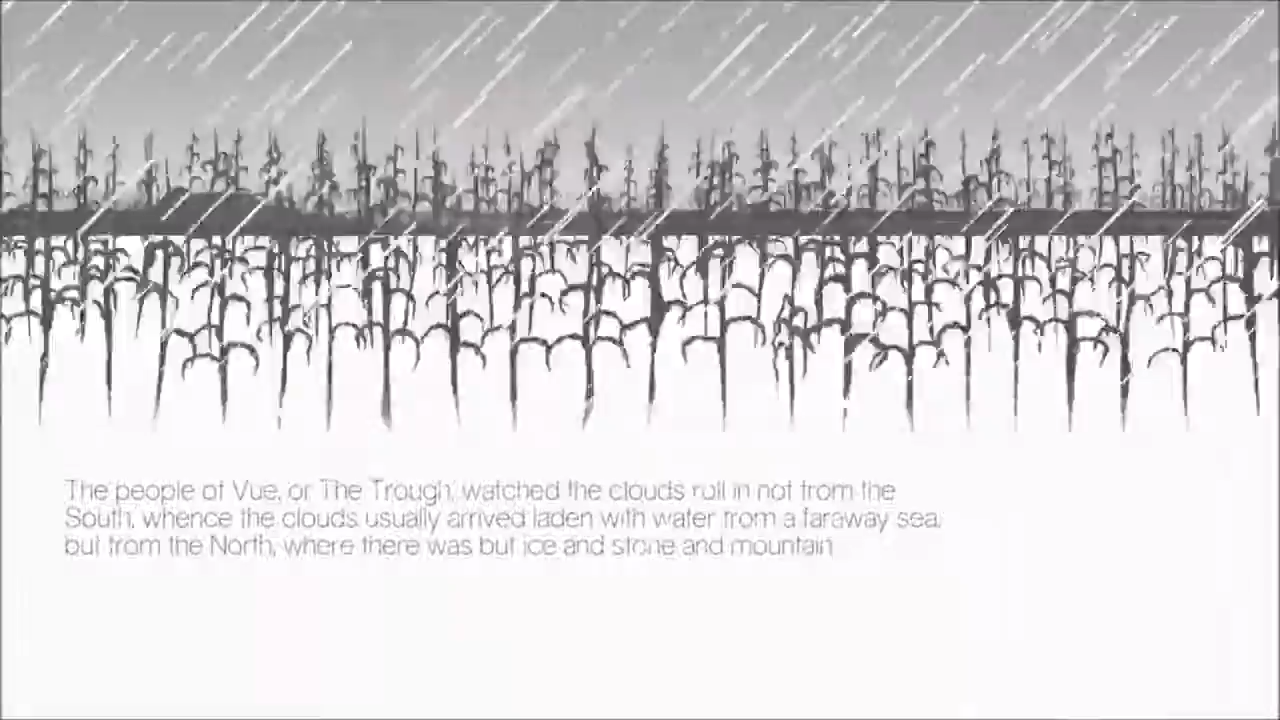 The people of Vue, or The Trough, watched the clouds roll in not from the
South, whence the clouds usually arrived laden with water from a faraway sea,
but from the North, where there was but ice and stone and mountain.